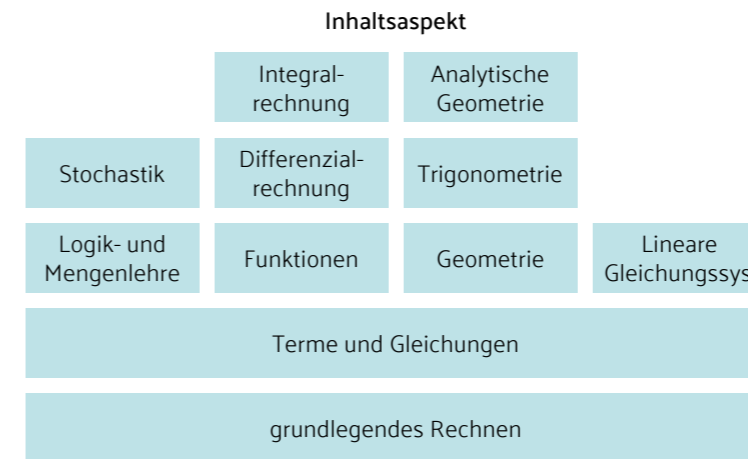 Inhaltsaspekt
Integral-
rechnung
Analytische
Geometrie
Stochastik
Differenzial-
rechnung
Trigonometrie
Logik- und
Mengenlehre
Funktionen
Geometrie
Lineare
Gleichungssys
Terme und Gleichungen
grundlegendes Rechnen